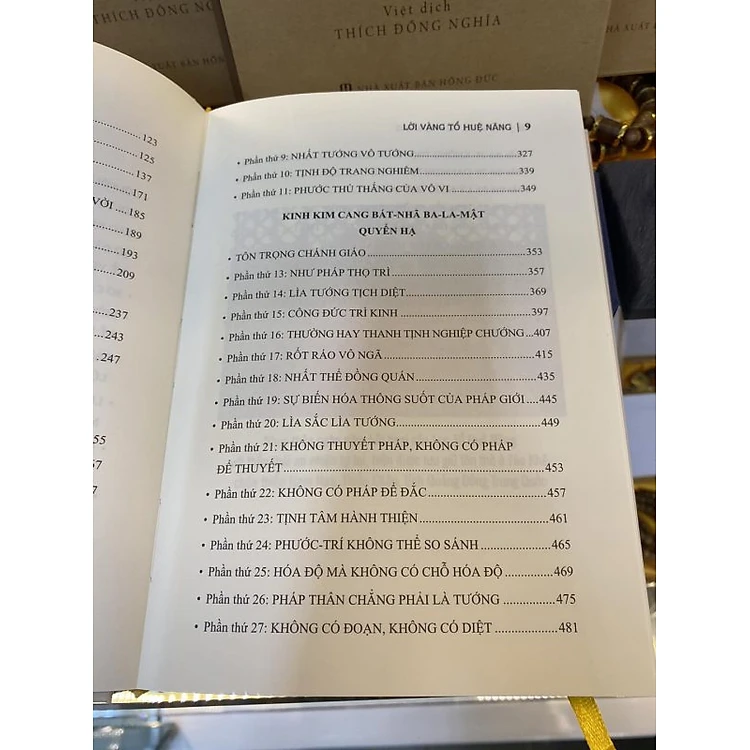 Việt dịch
THÍCH ĐỒNG NGHĨA
NHÀ XUẤT BẢN HỒNG ĐỨC
THÍCH ĐỒNG
XUẤT BẢN HỒN
123
125
137
171
VỜI .... 185
189
193
209
237
243
247
55
57
LỜI VÀNG TỔ HUỆ NĂNG | 9
• Phần thứ 9: NHẤT TƯỚNG VÔ TƯỚNG 327
• Phần thứ 10: TỊNH ĐỘ TRANG NGHIÊM 339
• Phần thứ 11: PHƯỚC THÙ THẮNG CỦA VÔ VI 349
KINH KIM CANG BÁT-NHÃ BA-LA-MẬT
QUYỂN HẠ
• TÔN TRỌNG CHÁNH GIÁO 353
• Phần thứ 13: NHƯ PHÁP THỌ TRÌ 357
• Phần thứ 14: LÌA TƯỚNG TỊCH DIỆT 369
• Phần thứ 15: CÔNG ĐỨC TRÌ KINH 397
• Phần thứ 16: THƯỜNG HAY THANH TỊNH NGHIỆP CHƯỚNG 407
• Phần thứ 17: RỐT RÁO VÔ NGÃ 415
• Phần thứ 18: NHẤT THỂ ĐỒNG QUÁN 435
• Phần thứ 19: SỰ BIẾN HÓA THÔNG SUỐT CỦA PHÁP GIỚI 445
• Phần thứ 20: LÌA SẮC LÌA TƯỚNG 449
• Phần thứ 21: KHÔNG THUYẾT PHÁP, KHÔNG CÓ PHÁP
ĐỂ THUYẾT 453
• Phần thứ 22: KHÔNG CÓ PHÁP ĐỂ ĐẮC 457
• Phần thứ 23: TỊNH TÂM HÀNH THIỆN 461
• Phần thứ 24: PHƯỚC-TRÍ KHÔNG THỂ SO SÁNH 465
• Phần thứ 25: HÓA ĐỘ MÀ KHÔNG CÓ CHỖ HÓA ĐỘ 469
• Phần thứ 26: PHÁP THÂN CHẲNG PHẢI LÀ TƯỚNG 475
• Phần thứ 27: KHÔNG CÓ ĐOẠN, KHÔNG CÓ DIỆT 481